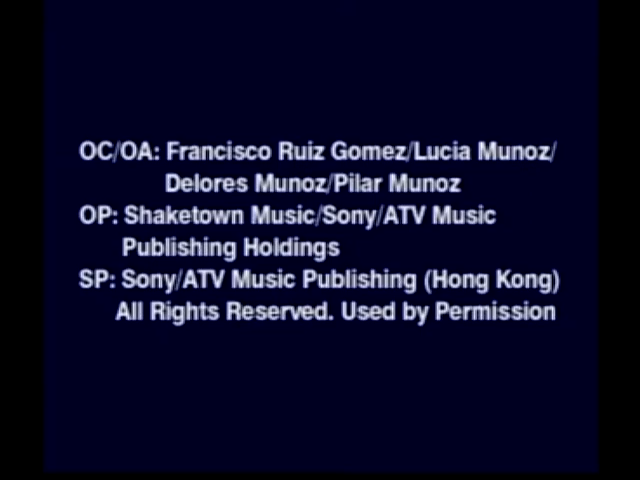 OC/OA: Francisco Ruiz Gomez/Lucia Munoz/
Delores Munoz/Pilar Munoz
OP: Shaketown Music/Sony/ATV Music
Publishing Holdings
SP: Sony/ATV Music Publishing (Hong Kong)
All Rights Reserved. Used by Permission